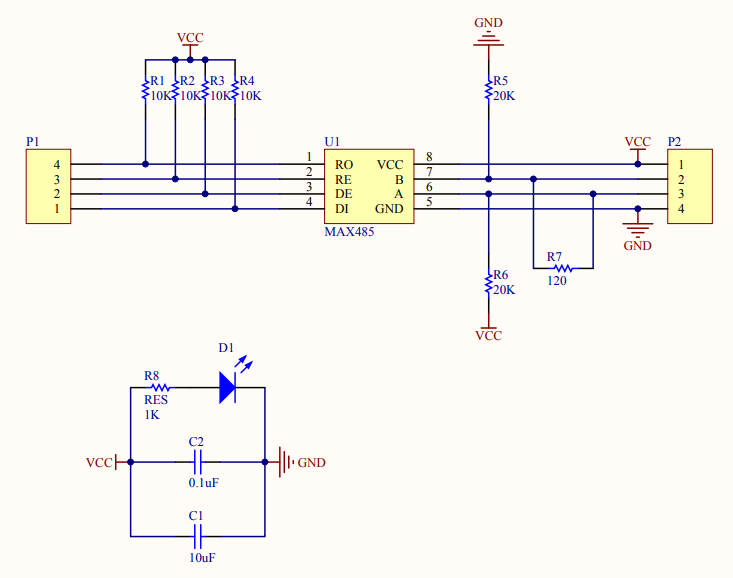 GND
VCC
R1 R2 R3 R4
10K 10K 10K 10K
R5
20K
P1
4
3
2
1
U1
1 RO VCC 8
2 RE B 7
3 DE A 6
4 DI GND 5
MAX485
VCC
P2
1
2
3
4
GND
R7
120
R6
20K
VCC
D1
R8
RES
1K
C2
VCC
GND
0.1uF
C1
10uF